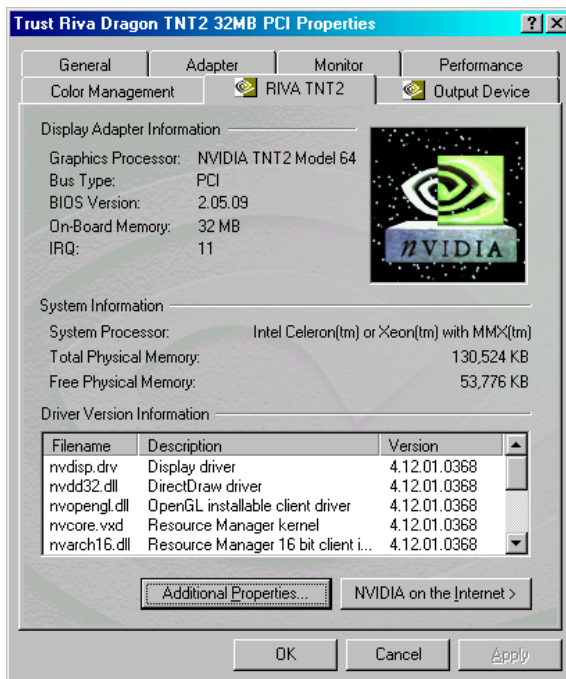 Trust Riva Dragon TNT2 32MB PCI Properties
General Adapter Monitor Performance
Color Management RIVA TNT2 Output Device
Display Adapter Information
Graphics Processor: NVIDIA TNT2 Model 64
Bus Type: PCI
BIOS Version: 2.05.09
On-Board Memory: 32 MB
IRQ: 11
nVIDIA
System Information
System Processor: Intel Celeron(tm) or Xeon(tm) with MMX(tm)
Total Physical Memory: 130,524 KB
Free Physical Memory: 53,776 KB
Driver Version Information
Filename Description Version
nvdisp.drv Display driver 4.12.01.0368
nvdd32.dll DirectDraw driver 4.12.01.0368
nvopengl.dll OpenGL installable client driver 4.12.01.0368
nvcore.vxd Resource Manager kernel 4.12.01.0368
nvarch16.dll Resource Manager 16 bit client i... 4.12.01.0368
Additional Properties... NVIDIA on the Internet >
OK Cancel Apply